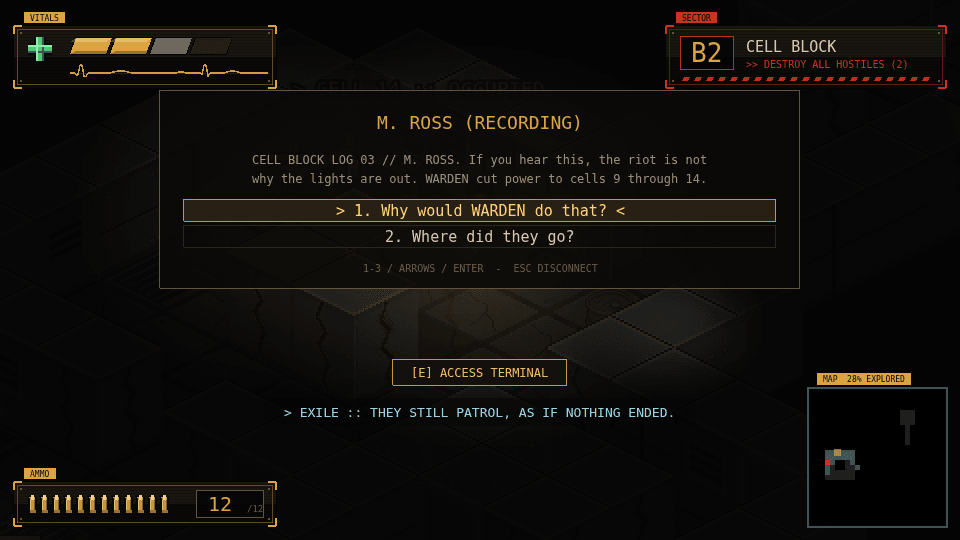 VITALS
SECTOR
B2
CELL BLOCK
>> DESTROY ALL HOSTILES (2)
M. ROSS (RECORDING)
CELL BLOCK LOG 03 // M. ROSS. If you hear this, the riot is not
why the lights are out. WARDEN cut power to cells 9 through 14.
> 1. Why would WARDEN do that? <
2. Where did they go?
1-3 / ARROWS / ENTER - ESC DISCONNECT
[E] ACCESS TERMINAL
> EXILE :: THEY STILL PATROL, AS IF NOTHING ENDED.
MAP 28% EXPLORED
AMMO
12 /12